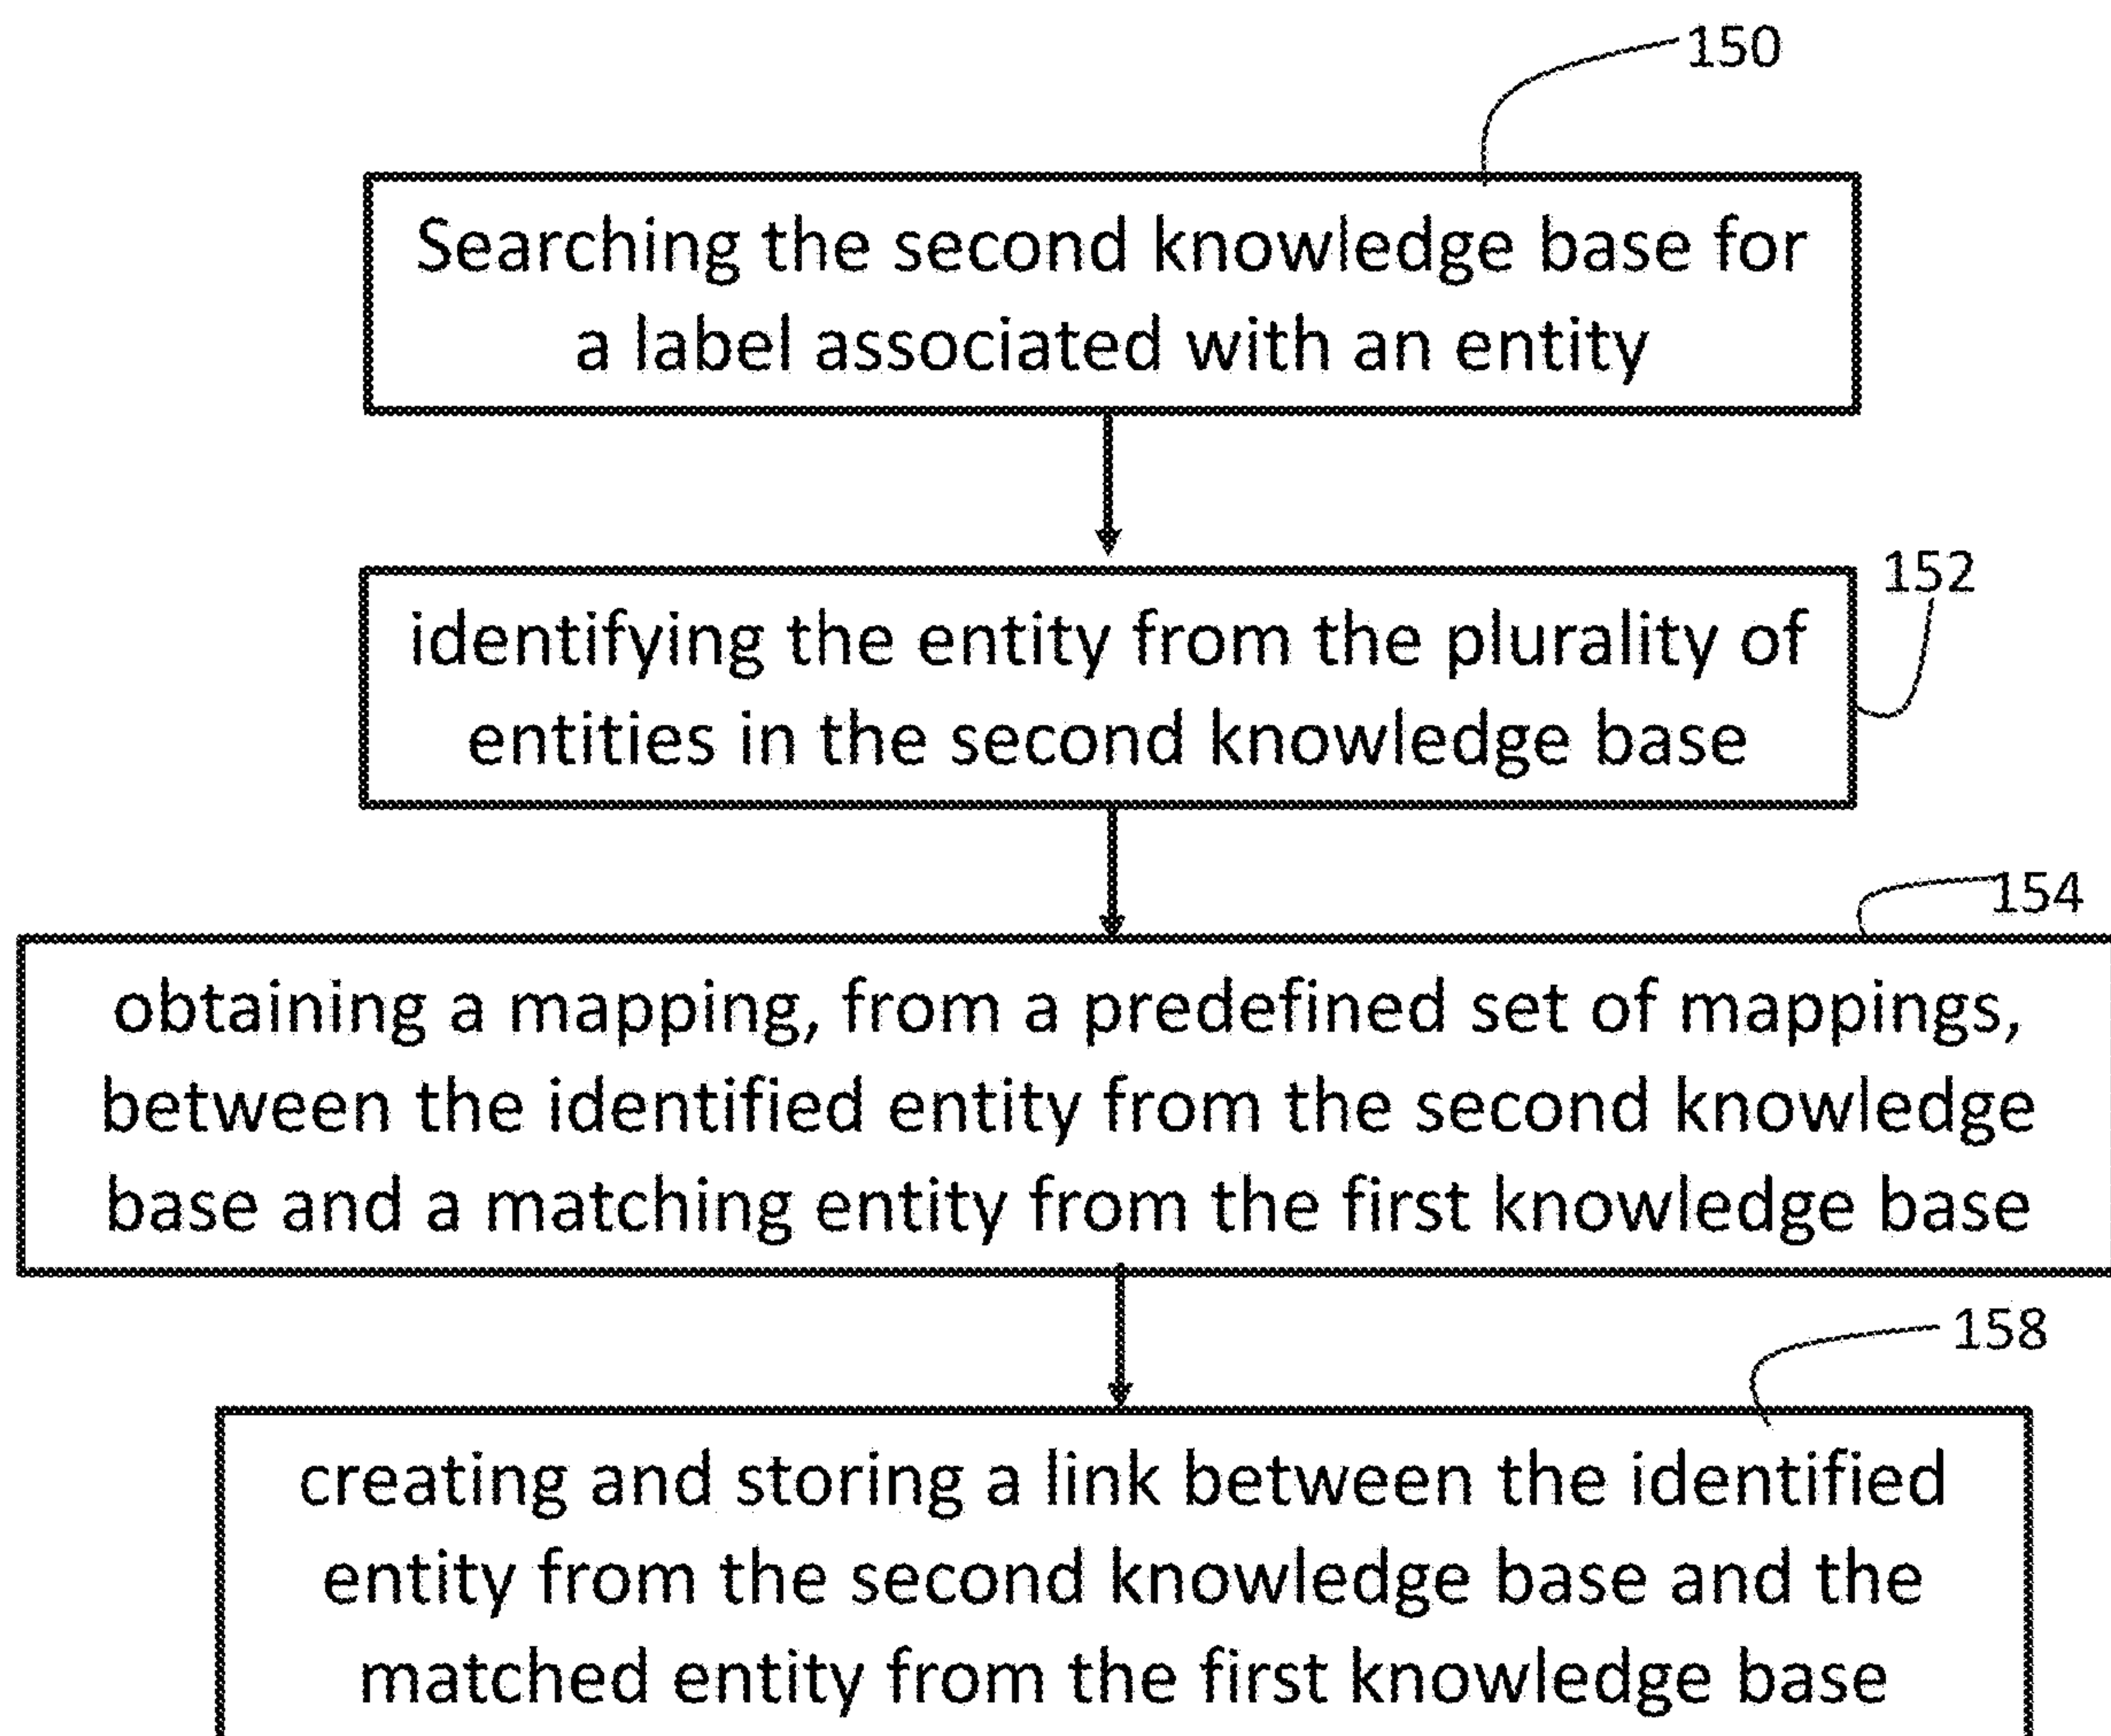 150
Searching the second knowledge base for
a label associated with an entity
152
identifying the entity from the plurality of
entities in the second knowledge base
154
obtaining a mapping, from a predefined set of mappings,
between the identified entity from the second knowledge
base and a matching entity from the first knowledge base
158
creating and storing a link between the identified
entity from the second knowledge base and the
matched entity from the first knowledge base